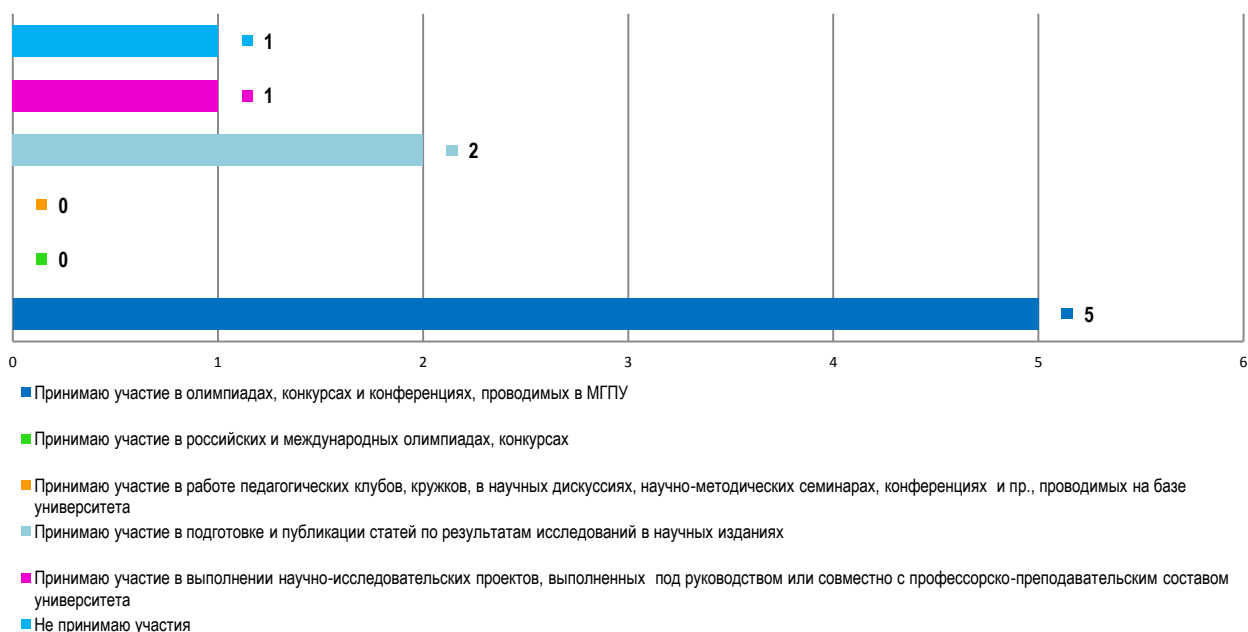 1
1
2
0
0
5
0 1 2 3 4 5 6
Принимаю участие в олимпиадах, конкурсах и конференциях, проводимых в МГПУ
Принимаю участие в российских и международных олимпиадах, конкурсах
Принимаю участие в работе педагогических клубов, кружков, в научных дискуссиях, научно-методических семинарах, конференциях и пр., проводимых на базе
университета
Принимаю участие в подготовке и публикации статей по результатам исследований в научных изданиях
Принимаю участие в выполнении научно-исследовательских проектов, выполненных под руководством или совместно с профессорско-преподавательским составом
университета
Не принимаю участия